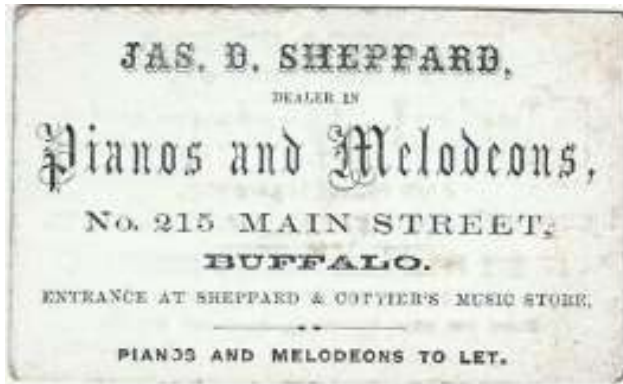 JAS. D. SHEPPARD,
DEALER IN
Pianos and Melodeons,
No. 215 MAIN STREET,
BUFFALO.
ENTRANCE AT SHEPPARD & COTTIER'S MUSIC STORE.
PIANOS AND MELODEONS TO LET.